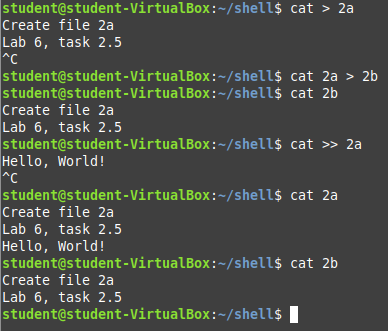 student@student-VirtualBox:~/shell$ cat > 2a
Create file 2a
Lab 6, task 2.5
^C
student@student-VirtualBox:~/shell$ cat 2a > 2b
student@student-VirtualBox:~/shell$ cat 2b
Create file 2a
Lab 6, task 2.5
student@student-VirtualBox:~/shell$ cat >> 2a
Hello, World!
^C
student@student-VirtualBox:~/shell$ cat 2a
Create file 2a
Lab 6, task 2.5
Hello, World!
student@student-VirtualBox:~/shell$ cat 2b
Create file 2a
Lab 6, task 2.5
student@student-VirtualBox:~/shell$